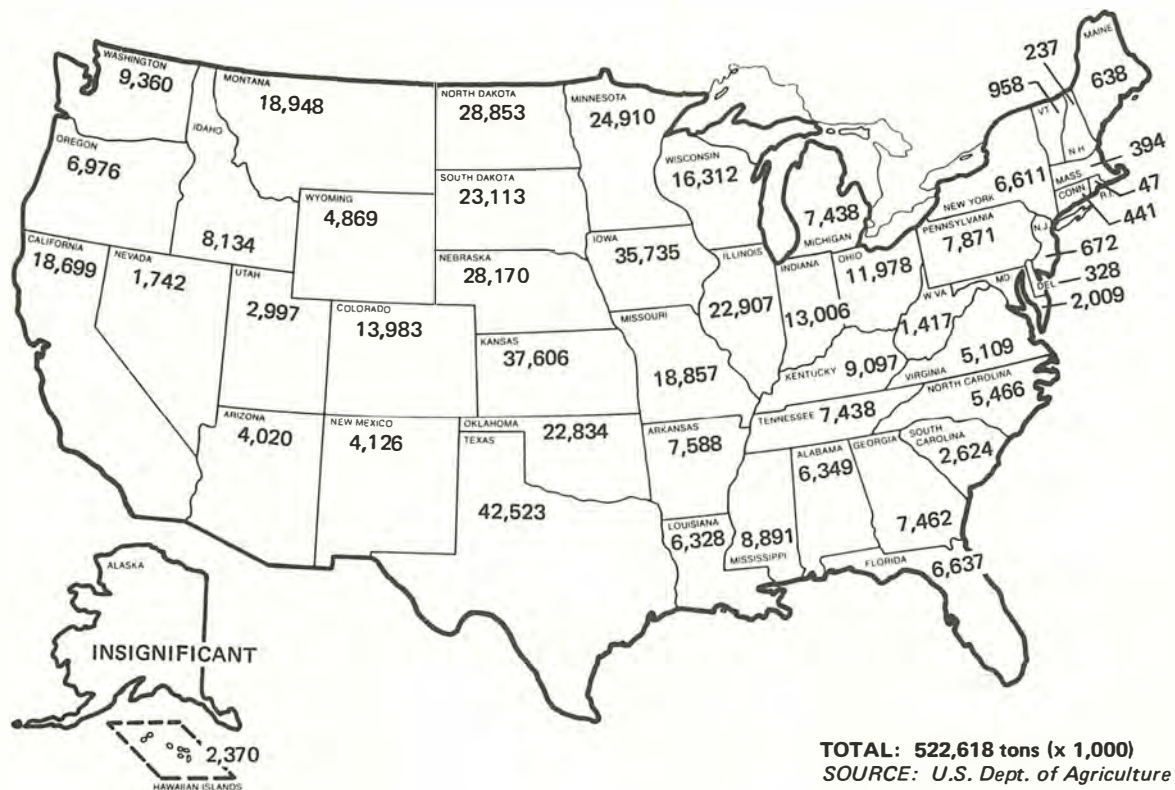 WASHINGTON
9,360
MONTANA
18,948
NORTH DAKOTA
28,853
MINNESOTA
24,910
237
958
MAINE
638
IDAHO
8,134
OREGON
6,976
SOUTH DAKOTA
23,113
WISCONSIN
16,312
VT
N H
394
MASS.
WYOMING
4,869
7,438
MICHIGAN
6,611
NEW YORK
CONN
R.I.
47
441
CALIFORNIA
18,699
NEVADA
1,742
UTAH
2,997
NEBRASKA
28,170
IOWA
35,735
ILLINOIS
22,907
INDIANA
13,006
OHIO
11,978
PENNSYLVANIA
7,871
N.J.
672
DEL
328
MD
2,009
COLORADO
13,983
KANSAS
37,606
MISSOURI
18,857
KENTUCKY 9,097
W VA
1,417
VIRGINIA
5,109
ARIZONA
4,020
NEW MEXICO
4,126
OKLAHOMA
22,834
TEXAS
42,523
ARKANSAS
7,588
TENNESSEE 7,438
NORTH CAROLINA
5,466
SOUTH
CAROLINA
2,624
ALABAMA
6,349
GEORGIA
7,462
LOUISIANA
6,328
8,891
MISSISSIPPI
FLORIDA
6,637
ALASKA
INSIGNIFICANT
2,370
HAWAIIAN ISLANDS
TOTAL: 522,618 tons (x 1,000)
SOURCE: U.S. Dept. of Agriculture